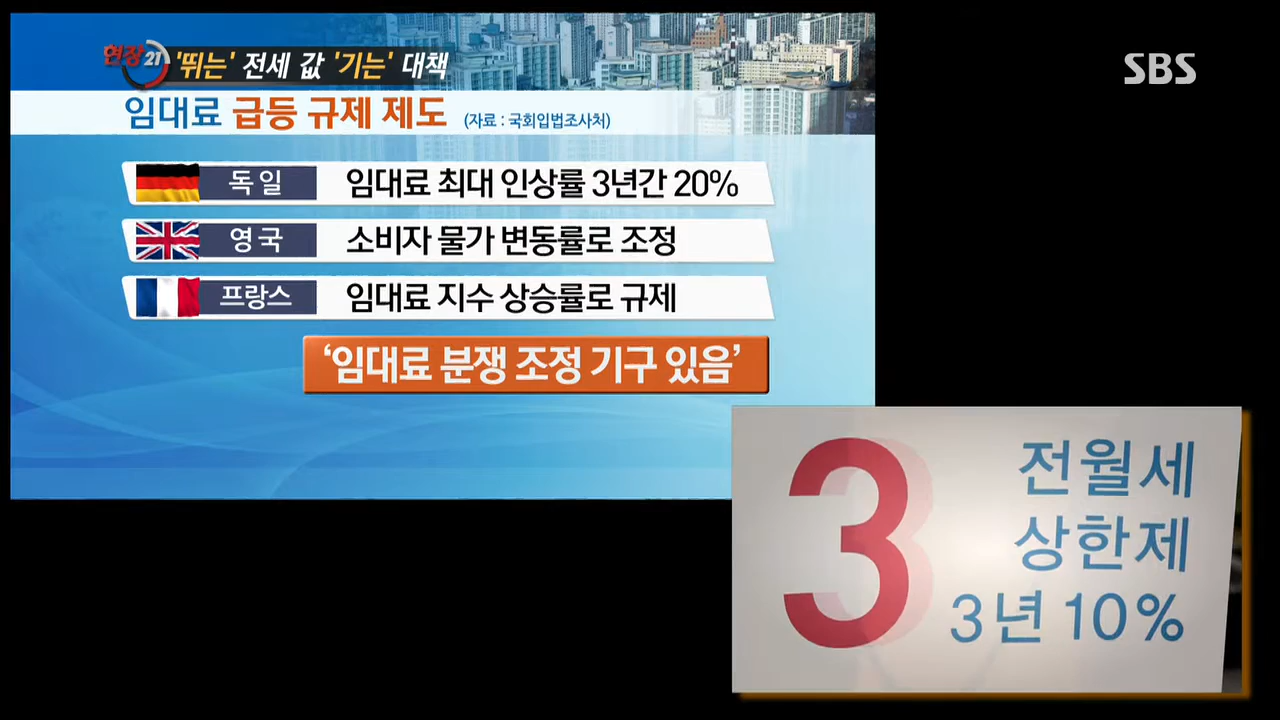 현장21 '뛰는' 전세 값 '기는' 대책
SBS
임대료 급등 규제 제도 (자료 : 국회입법조사처)
독일 임대료 최대 인상률 3년간 20%
영국 소비자 물가 변동률로 조정
프랑스 임대료 지수 상승률로 규제
‘임대료 분쟁 조정 기구 있음’
3
전월세
상한제
3년 10%